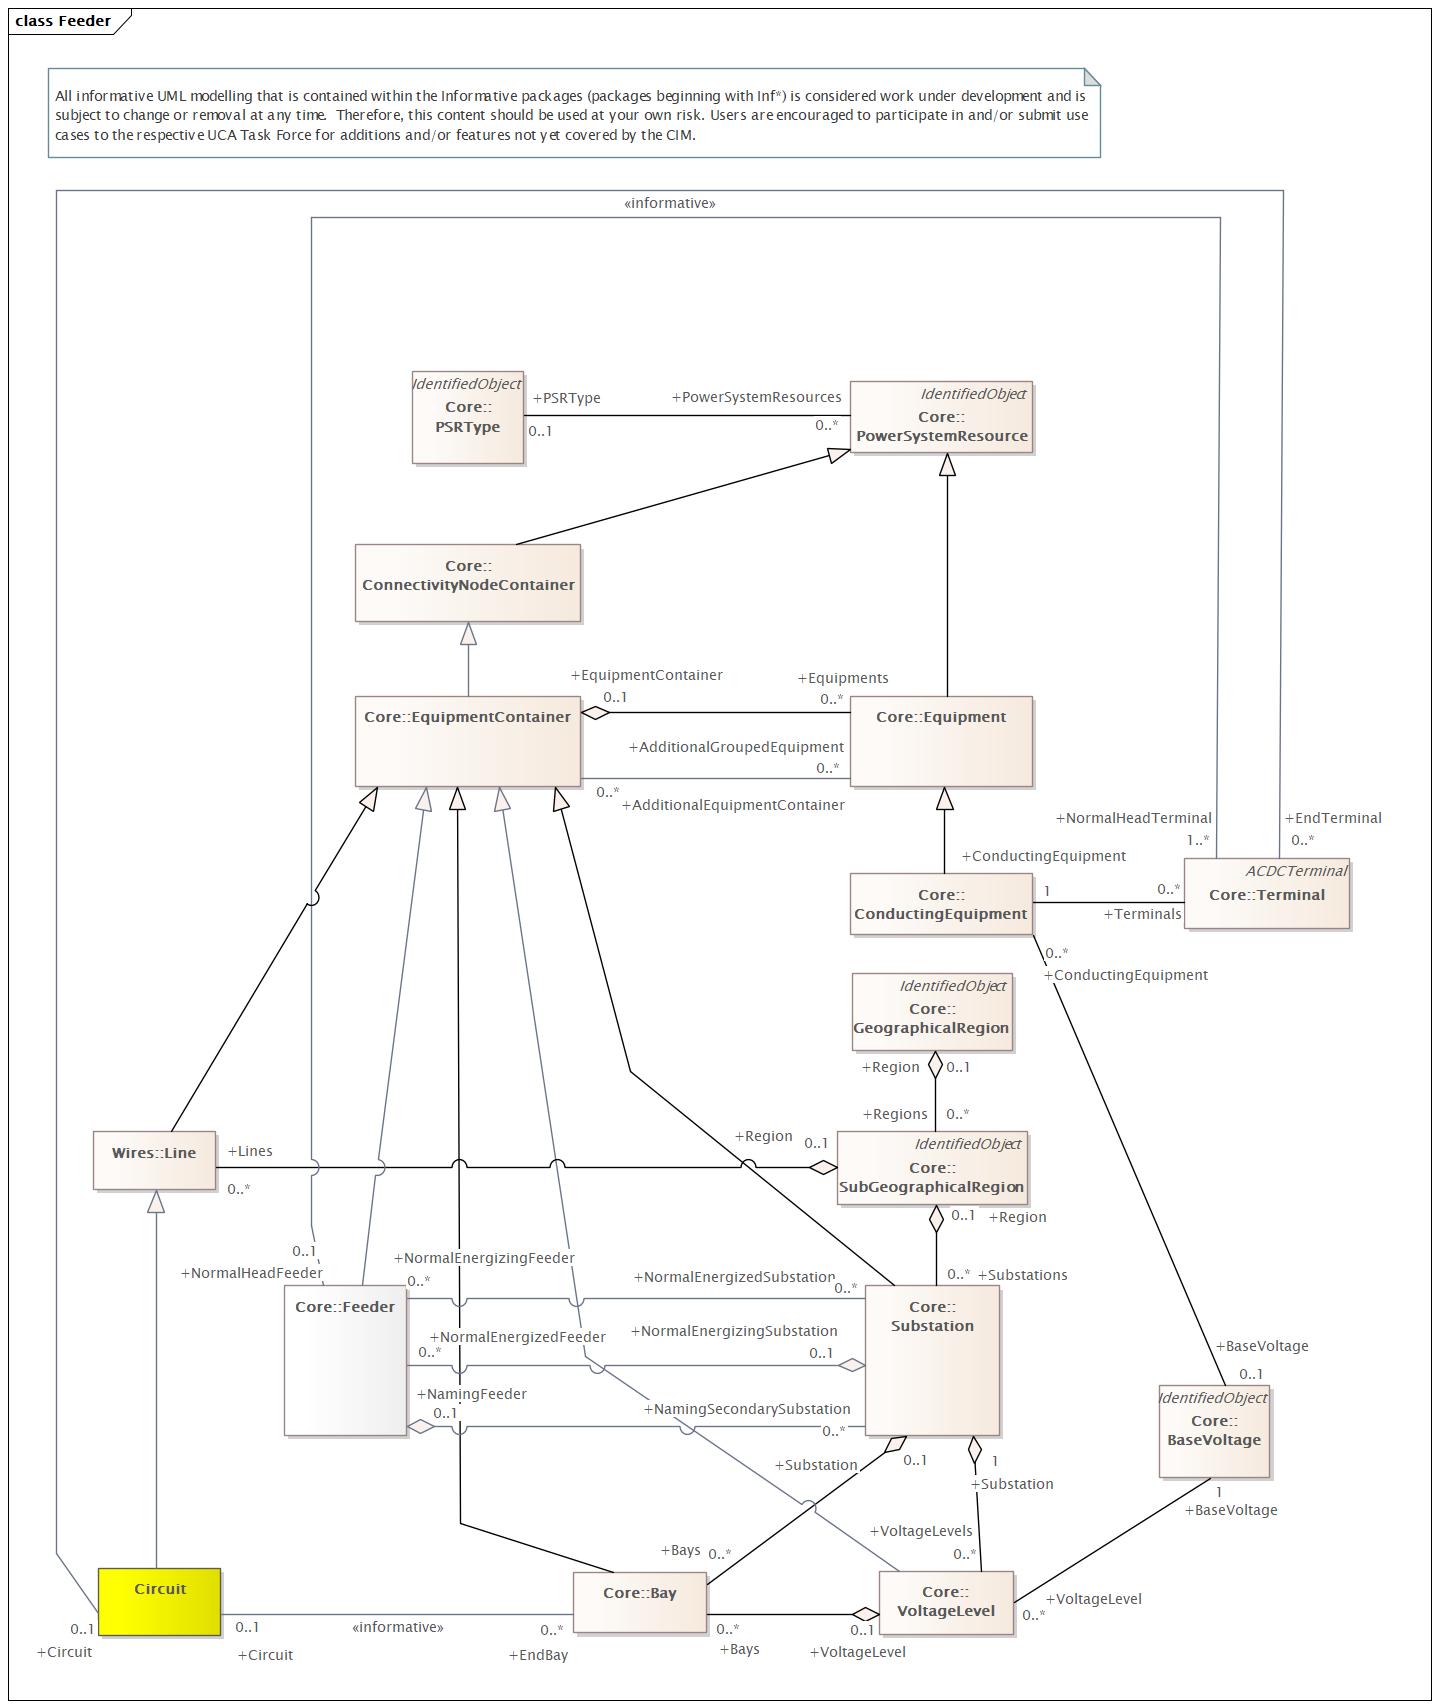 class Feeder
All informative UML modelling that is contained within the Informative packages (packages beginning with Inf*) is considered work under development and is
subject to change or removal at any time.  Therefore, this content should be used at your own risk. Users are encouraged to participate in and/or submit use
cases to the respective UCA Task Force for additions and/or features not yet covered by the CIM.
«informative»
IdentifiedObject
Core::
PSRType
+PSRType
0..1
+PowerSystemResources
0..*
IdentifiedObject
Core::
PowerSystemResource
Core::
ConnectivityNodeContainer
+EquipmentContainer
0..1
+Equipments
0..*
Core::EquipmentContainer
Core::Equipment
+AdditionalGroupedEquipment
0..*
0..*
+AdditionalEquipmentContainer
+NormalHeadTerminal
1..*
+EndTerminal
0..*
+ConductingEquipment
Core::
ConductingEquipment
1
0..*
+Terminals
ACDCTerminal
Core::Terminal
0..*
+ConductingEquipment
IdentifiedObject
Core::
GeographicalRegion
+Region
0..1
+Regions
0..*
Wires::Line
+Lines
0..*
+Region
0..1
IdentifiedObject
Core::
SubGeographicalRegion
0..1
+Region
0..1
+NormalHeadFeeder
+NormalEnergizingFeeder
0..*
+NormalEnergizedSubstation
0..*
0..*
+Substations
Core::Feeder
Core::
Substation
+NormalEnergizedFeeder
0..*
+NormalEnergizingSubstation
0..1
+NamingFeeder
0..1
+NamingSecondarySubstation
0..*
+BaseVoltage
0..1
IdentifiedObject
Core::
BaseVoltage
1
+BaseVoltage
+Substation
0..1
1
+Substation
+VoltageLevels
0..*
+Bays
0..*
Circuit
0..1
+Circuit
0..1
+Circuit
«informative»
0..*
+EndBay
Core::Bay
0..*
+Bays
0..1
+VoltageLevel
Core::
VoltageLevel
+VoltageLevel
0..*